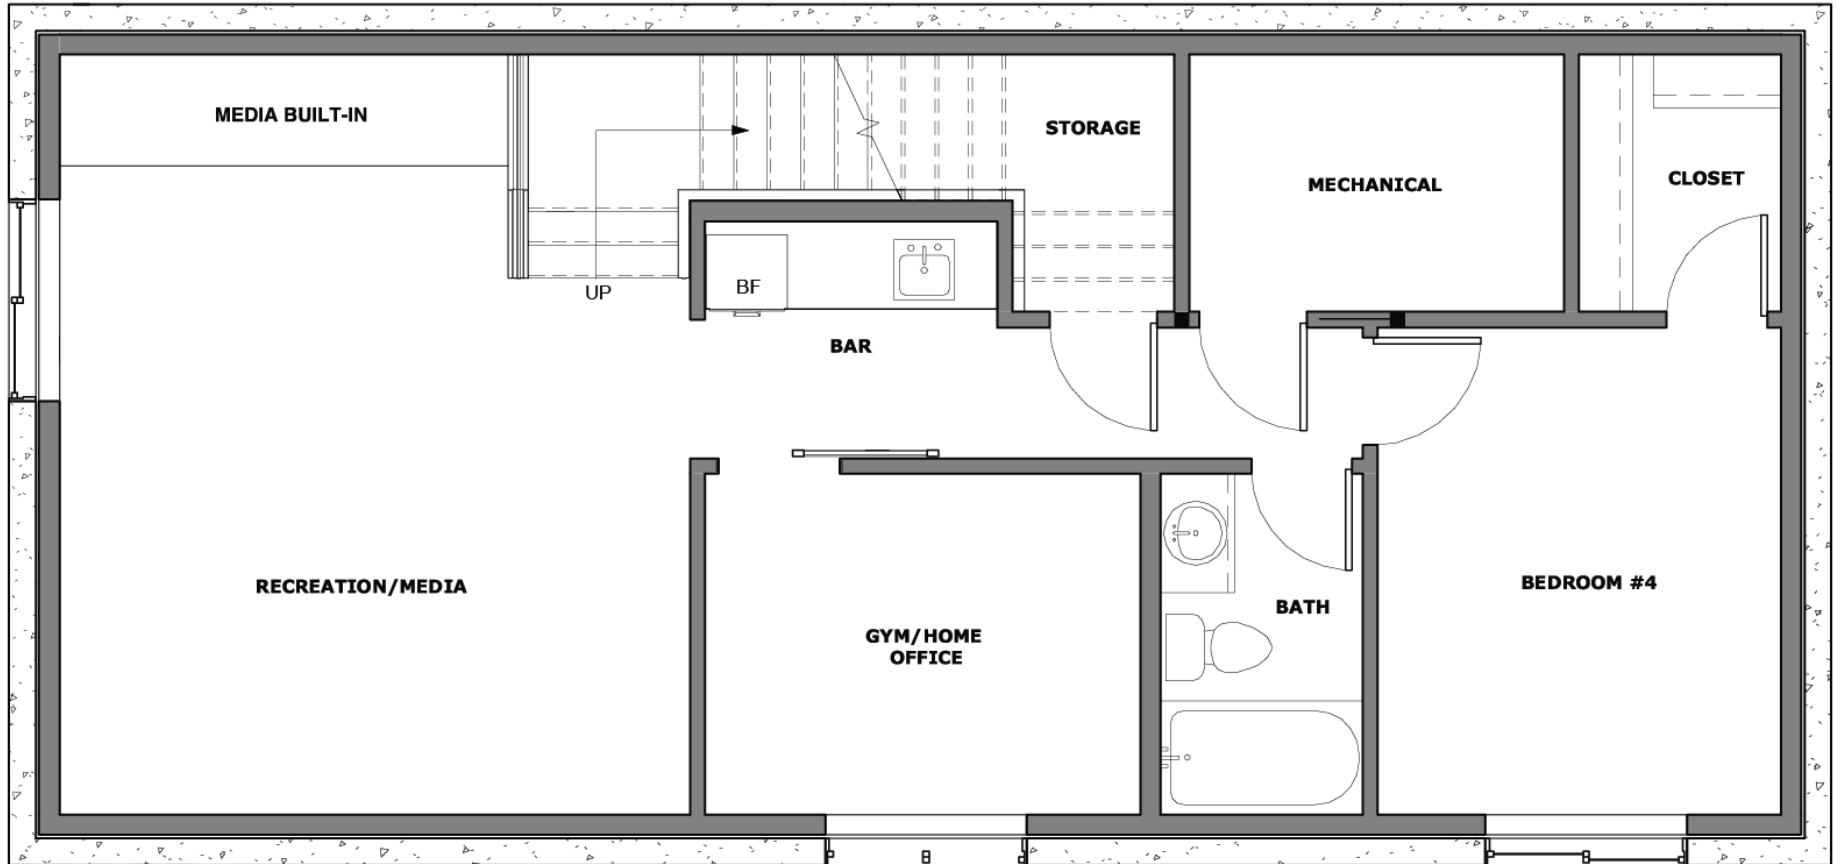 MEDIA BUILT-IN
STORAGE
MECHANICAL
CLOSET
UP
BF
BAR
RECREATION/MEDIA
GYM/HOME
OFFICE
BATH
BEDROOM #4